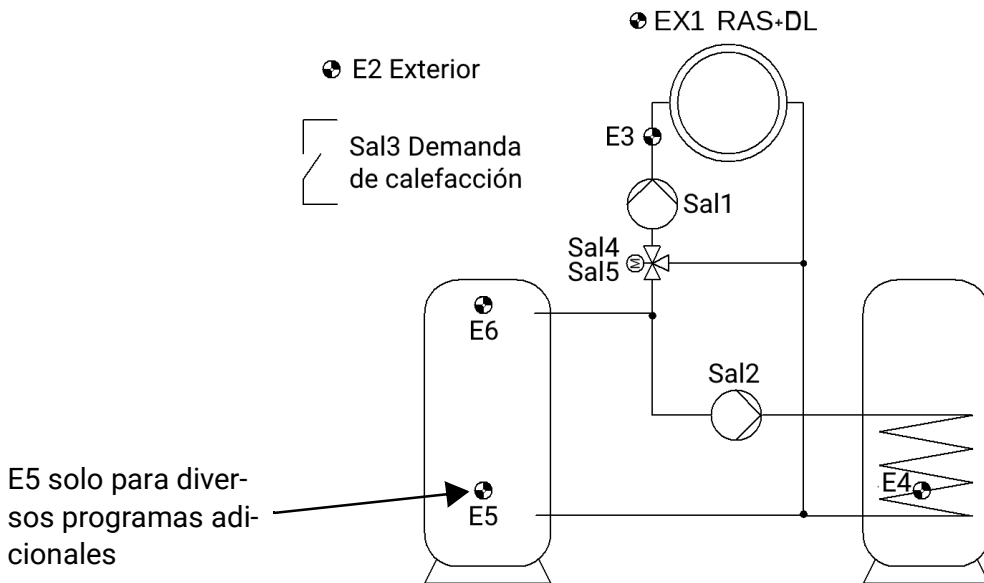 EX1 RAS+DL
E2 Exterior
E3
Sal3 Demanda
de calefacción
Sal1
Sal4
Sal5
M
E6
Sal2
E4
E5 solo para diver-
sos programas adi-
cionales
E5